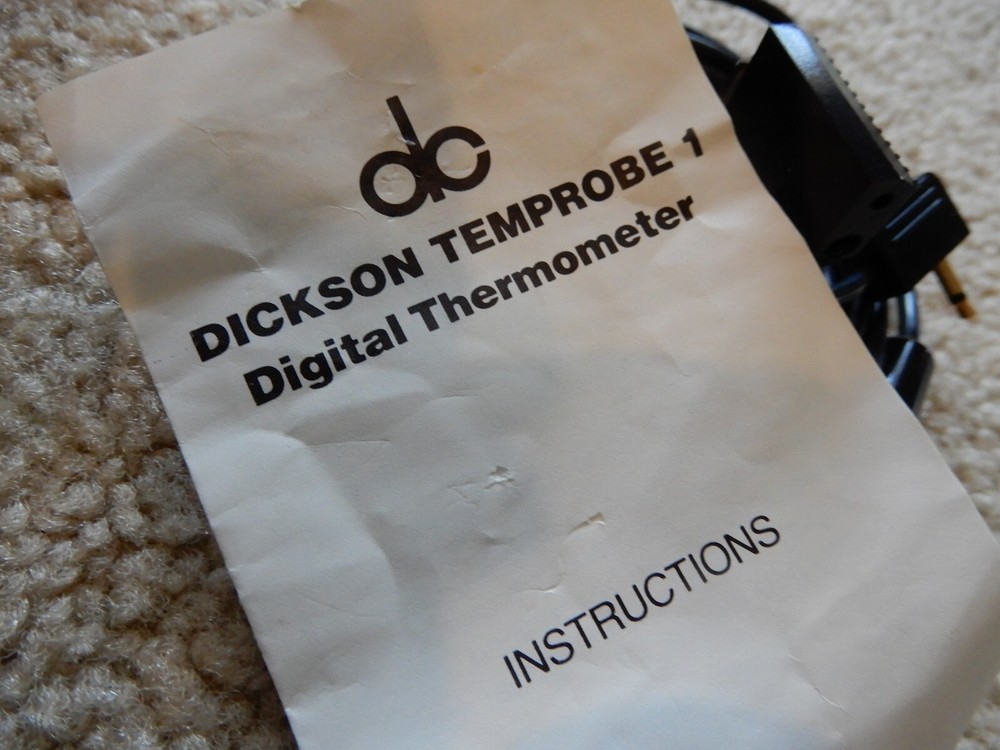 dc
DICKSON TEMPROBE 1
Digital Thermometer
INSTRUCTIONS